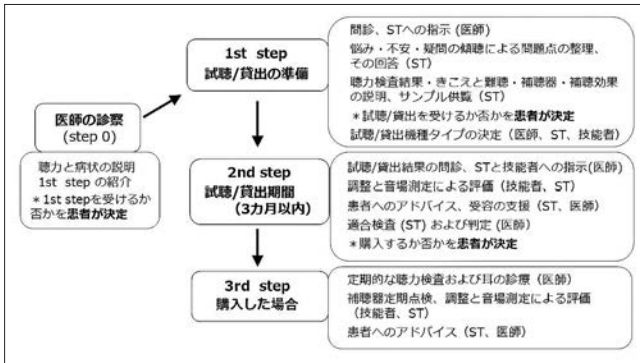 医師の診察
(step 0)
聴力と病状の説明
1st step の紹介
＊1st stepを受けるか
否かを患者が決定
1st step
試聴/貸出の準備
問診、STへの指示 (医師)
悩み・不安・疑問の傾聴による問題点の整理、
その回答（ST）
聴力検査結果・きこえと難聴・補聴器・補聴効果
の説明、サンプル供覧（ST）
＊試聴/貸出を受けるか否かを患者が決定
試聴/貸出機種タイプの決定（医師、ST、技能者）
2nd step
試聴/貸出期間
（3カ月以内）
試聴/貸出結果の問診、STと技能者への指示(医師)
調整と音場測定による評価（技能者、ST）
患者へのアドバイス、受容の支援（ST、医師）
適合検査 (ST) および判定 (医師)
＊購入するか否かを患者が決定
3rd step
購入した場合
定期的な聴力検査および耳の診療（医師）
補聴器定期点検、調整と音場測定による評価
（技能者、ST）
患者へのアドバイス（ST、医師）